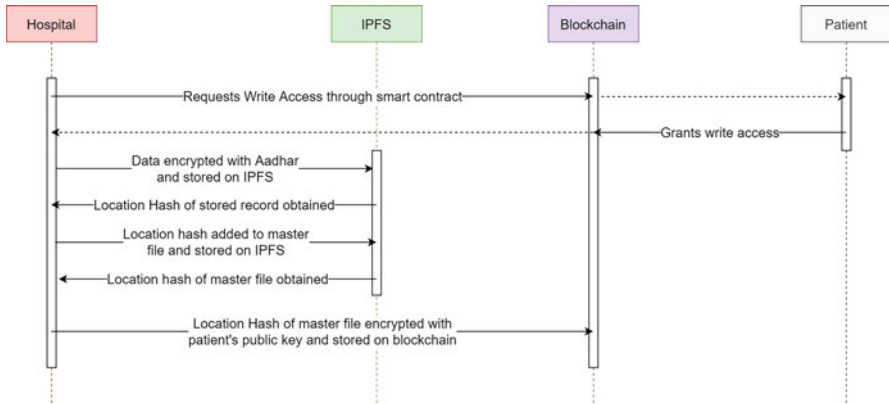 Hospital
IPFS
Blockchain
Patient
Requests Write Access through smart contract
Grants write access
Data encrypted with Aadhar
and stored on IPFS
Location Hash of stored record obtained
Location hash added to master
file and stored on IPFS
Location hash of master file obtained
Location Hash of master file encrypted with
patient's public key and stored on blockchain